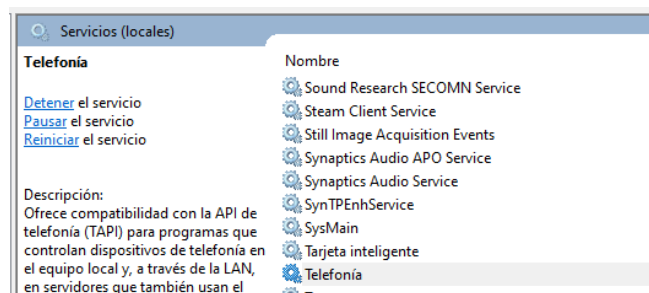 Servicios (locales)
Telefonía
Detener el servicio
Pausar el servicio
Reiniciar el servicio
Descripción:
Ofrece compatibilidad con la API de
telefonía (TAPI) para programas que
controlan dispositivos de telefonía en
el equipo local y, a través de la LAN,
en servidores que también usan el
Nombre
Sound Research SECOMN Service
Steam Client Service
Still Image Acquisition Events
Synaptics Audio APO Service
Synaptics Audio Service
SynTPEnhService
SysMain
Tarjeta inteligente
Telefonía